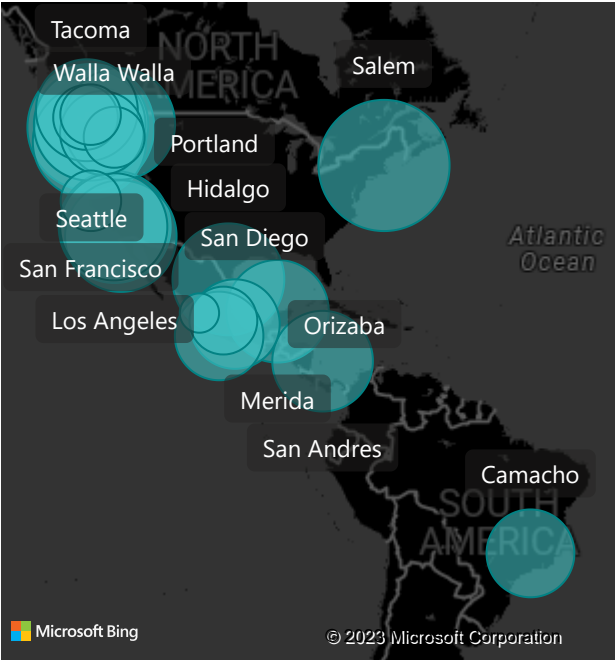 Tacoma
NORTH
AMERICA
Walla Walla
Salem
Portland
Hidalgo
Seattle
San Diego
Atlantic
Ocean
San Francisco
Los Angeles
Orizaba
Merida
San Andres
Camacho
SOUTH
AMERICA
Microsoft Bing
© 2023 Microsoft Corporation